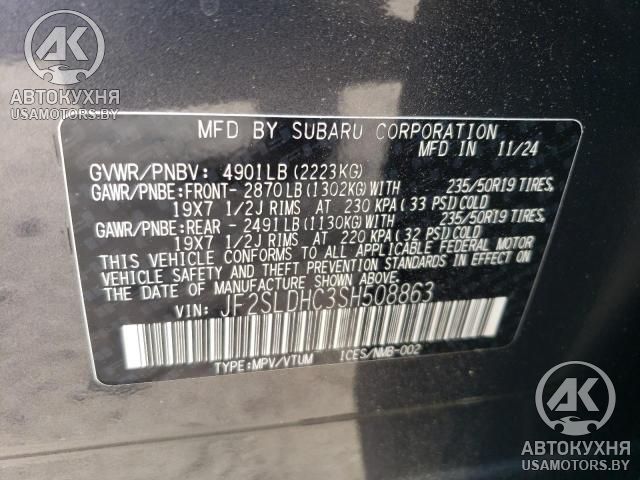 AK
АВТОКУХНЯ
USAMOTORS.BY
MFD BY SUBARU CORPORATION
MFD IN 11/24
GVWR/PNBV: 4901LB(2223KG)
GAWR/PNBE:FRONT- 2870LB(1302KG)WITH 235/50R19 TIRES,
19X7 1/2J RIMS AT 230 KPA (33 PSI)COLD
GAWR/PNBE:REAR - 2491LB(1130KG)WITH 235/50R19 TIRES,
19X7 1/2J RIMS AT 220 KPA (32 PSI)COLD
THIS VEHICLE CONFORMS TO ALL APPLICABLE FEDERAL MOTOR
VEHICLE SAFETY AND THEFT PREVENTION STANDARDS IN EFFECT
ON THE DATE OF MANUFACTURE SHOWN ABOVE.
VIN: JF2SLDHC3SH508863
TYPE:MPV/VTUM ICES/NMB-002
AK
АВТОКУХНЯ
USAMOTORS.BY